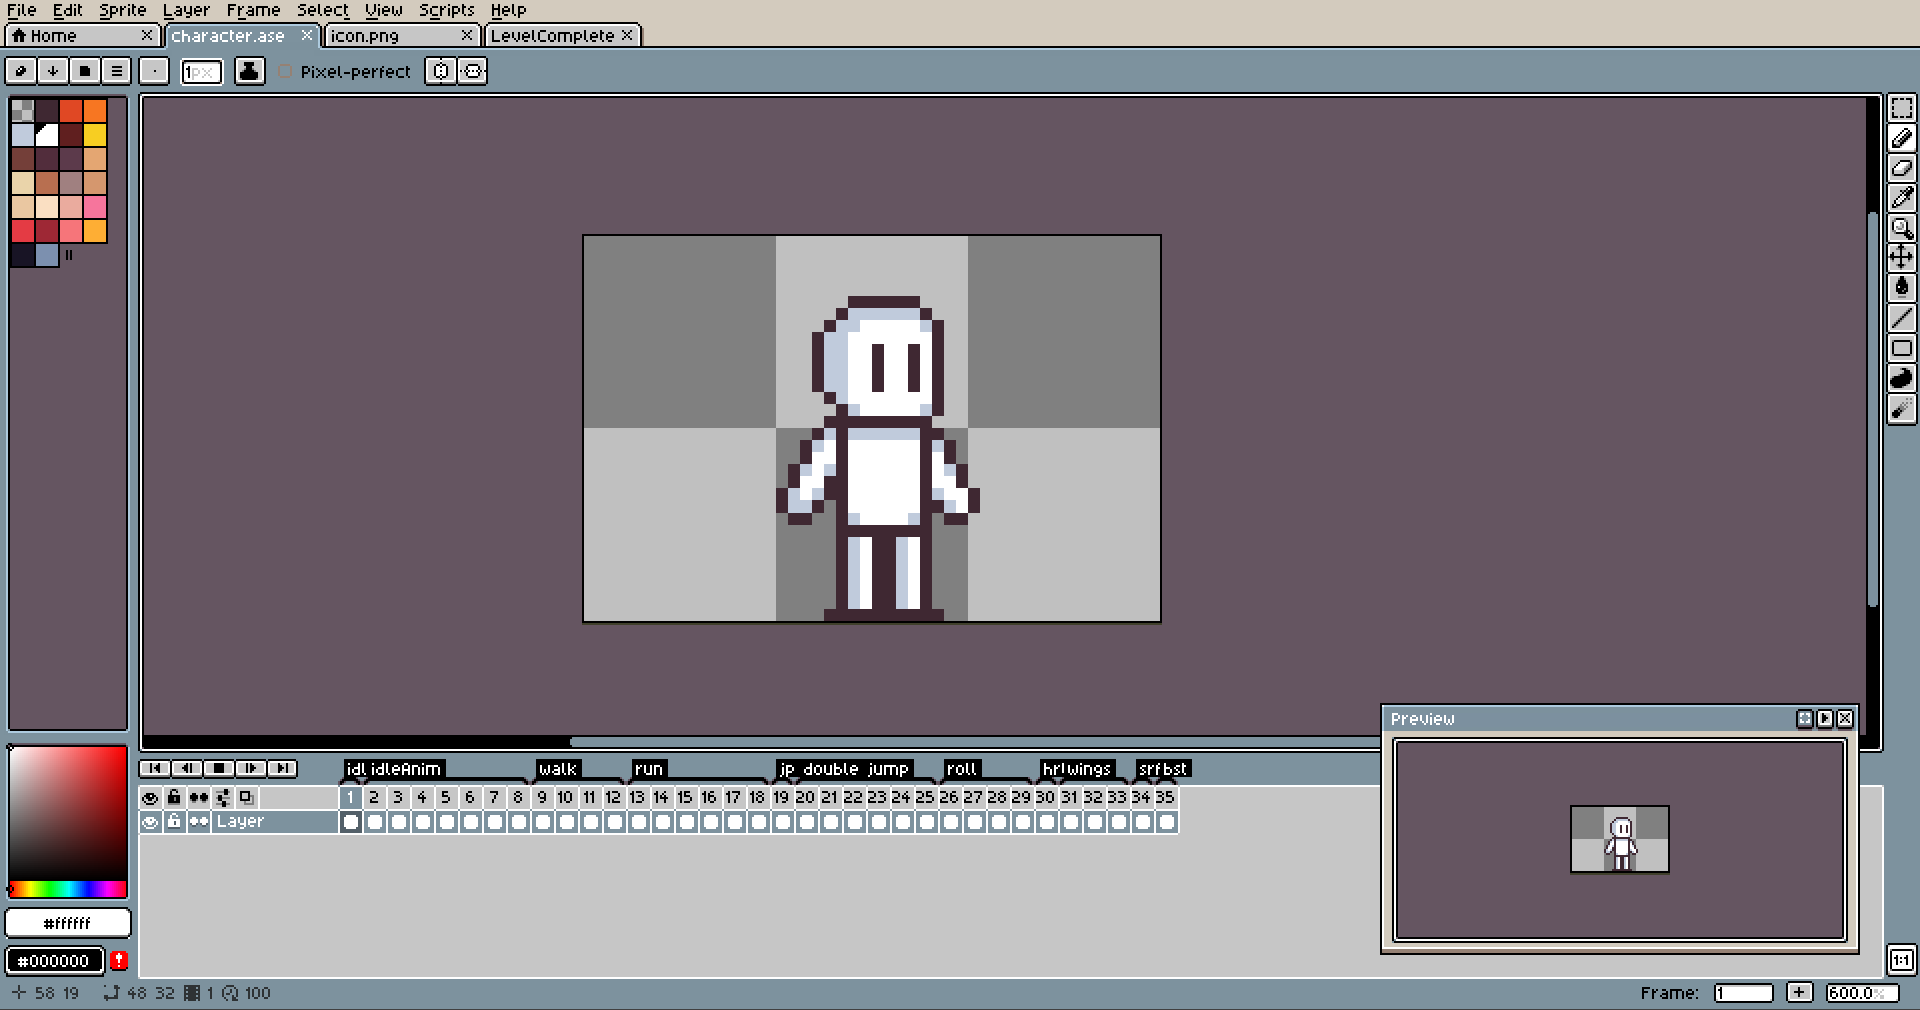 File Edit Sprite Layer Frame Select View Scripts Help
Home character.ase icon.png LevelComplete
1px Pixel-perfect
Preview
idl idleAnim walk run jp double jump roll hrlwings srfbst
1 2 3 4 5 6 7 8 9 10 11 12 13 14 15 16 17 18 19 20 21 22 23 24 25 26 27 28 29 30 31 32 33 34 35
Layer
#ffffff
#000000
1:1
58 19 48 32 1 100 Frame: 1 + 600.0%